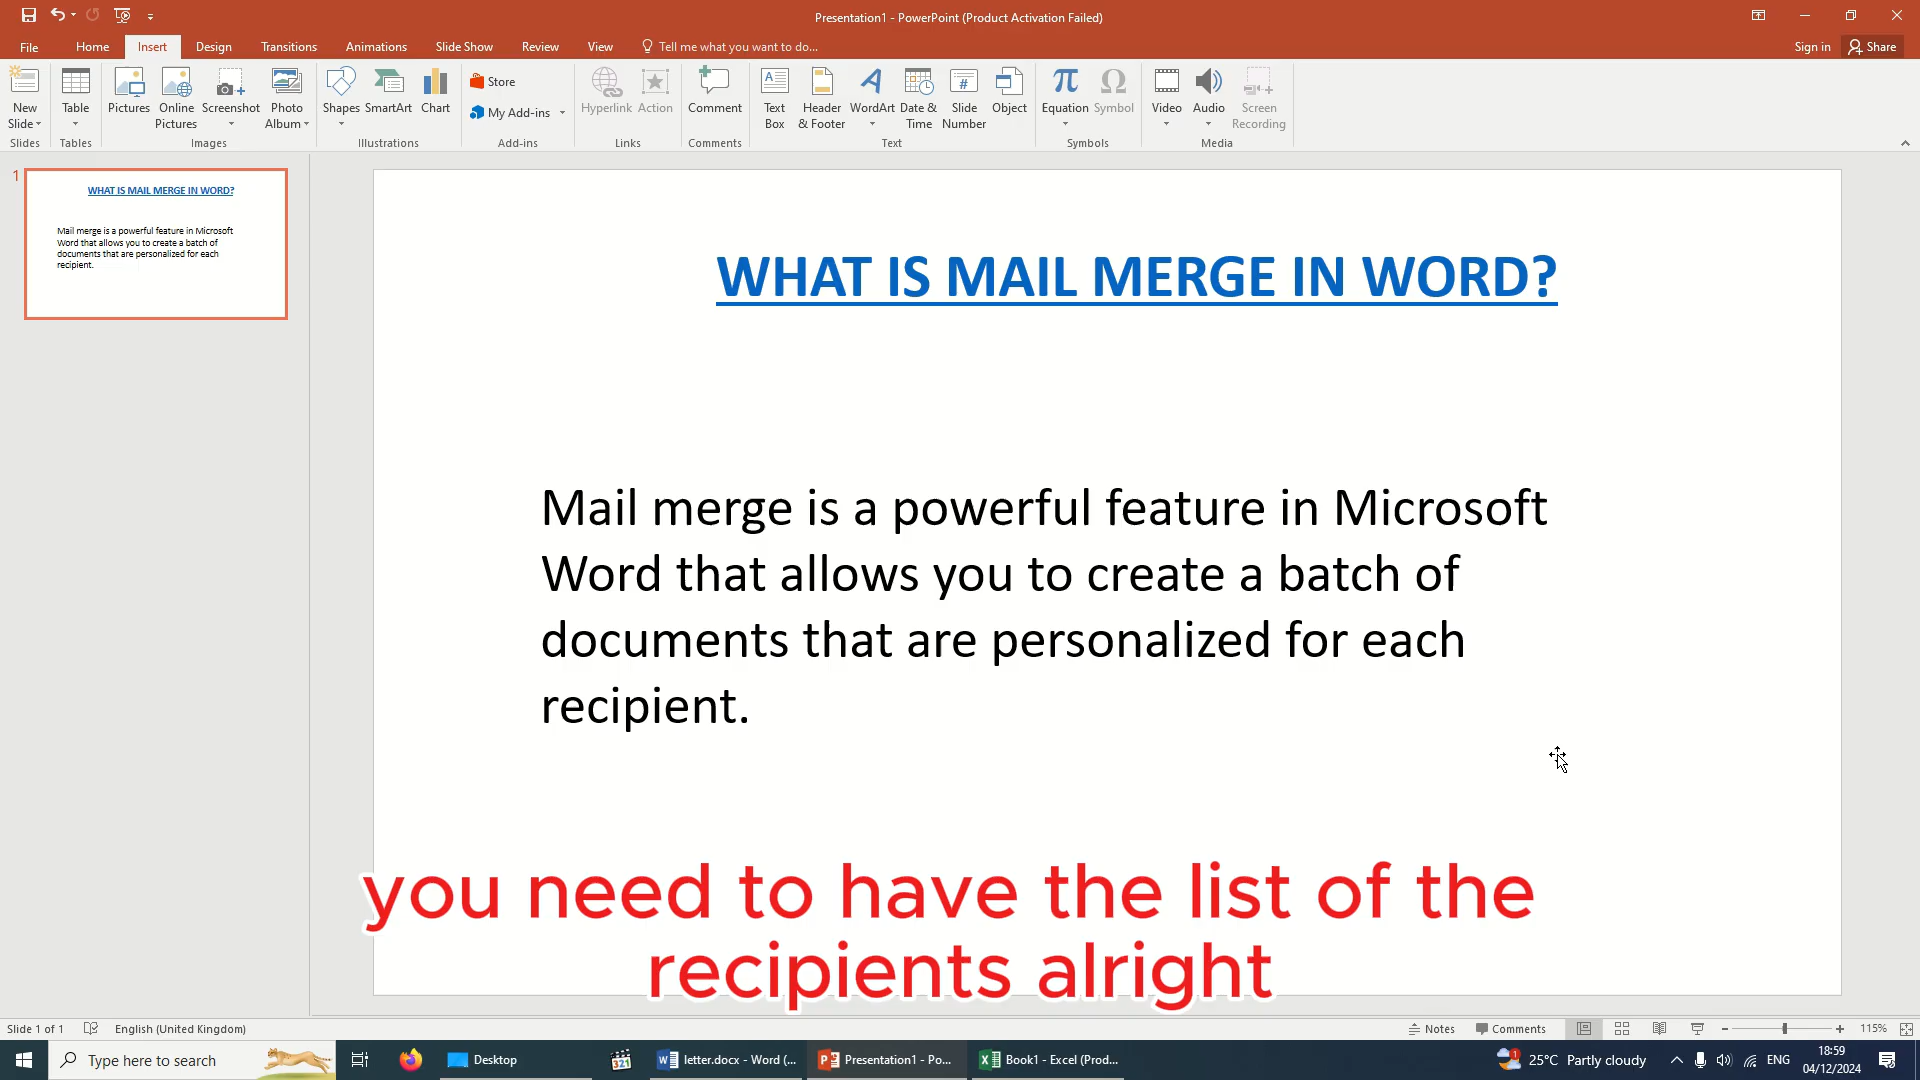 Presentation1 - PowerPoint (Product Activation Failed)
File Home Insert Design Transitions Animations Slide Show Review View Tell me what you want to do... Sign in Share
New Slide Table Pictures Online Pictures Screenshot Photo Album Shapes SmartArt Chart Store My Add-ins Hyperlink Action Comment Text Box Header & Footer WordArt Date & Time Slide Number Object Equation Symbol Video Audio Screen Recording
Slides Tables Images Illustrations Add-ins Links Comments Text Symbols Media
1
WHAT IS MAIL MERGE IN WORD?
Mail merge is a powerful feature in Microsoft
Word that allows you to create a batch of
documents that are personalized for each
recipient.
WHAT IS MAIL MERGE IN WORD?
Mail merge is a powerful feature in Microsoft
Word that allows you to create a batch of
documents that are personalized for each
recipient.
you need to have the list of the
recipients alright
Slide 1 of 1 English (United Kingdom) Notes Comments 115%
Type here to search Desktop 321 letter.docx - Word (... Presentation1 - Po... Book1 - Excel (Prod... 1 25°C Partly cloudy ENG 18:59
04/12/2024